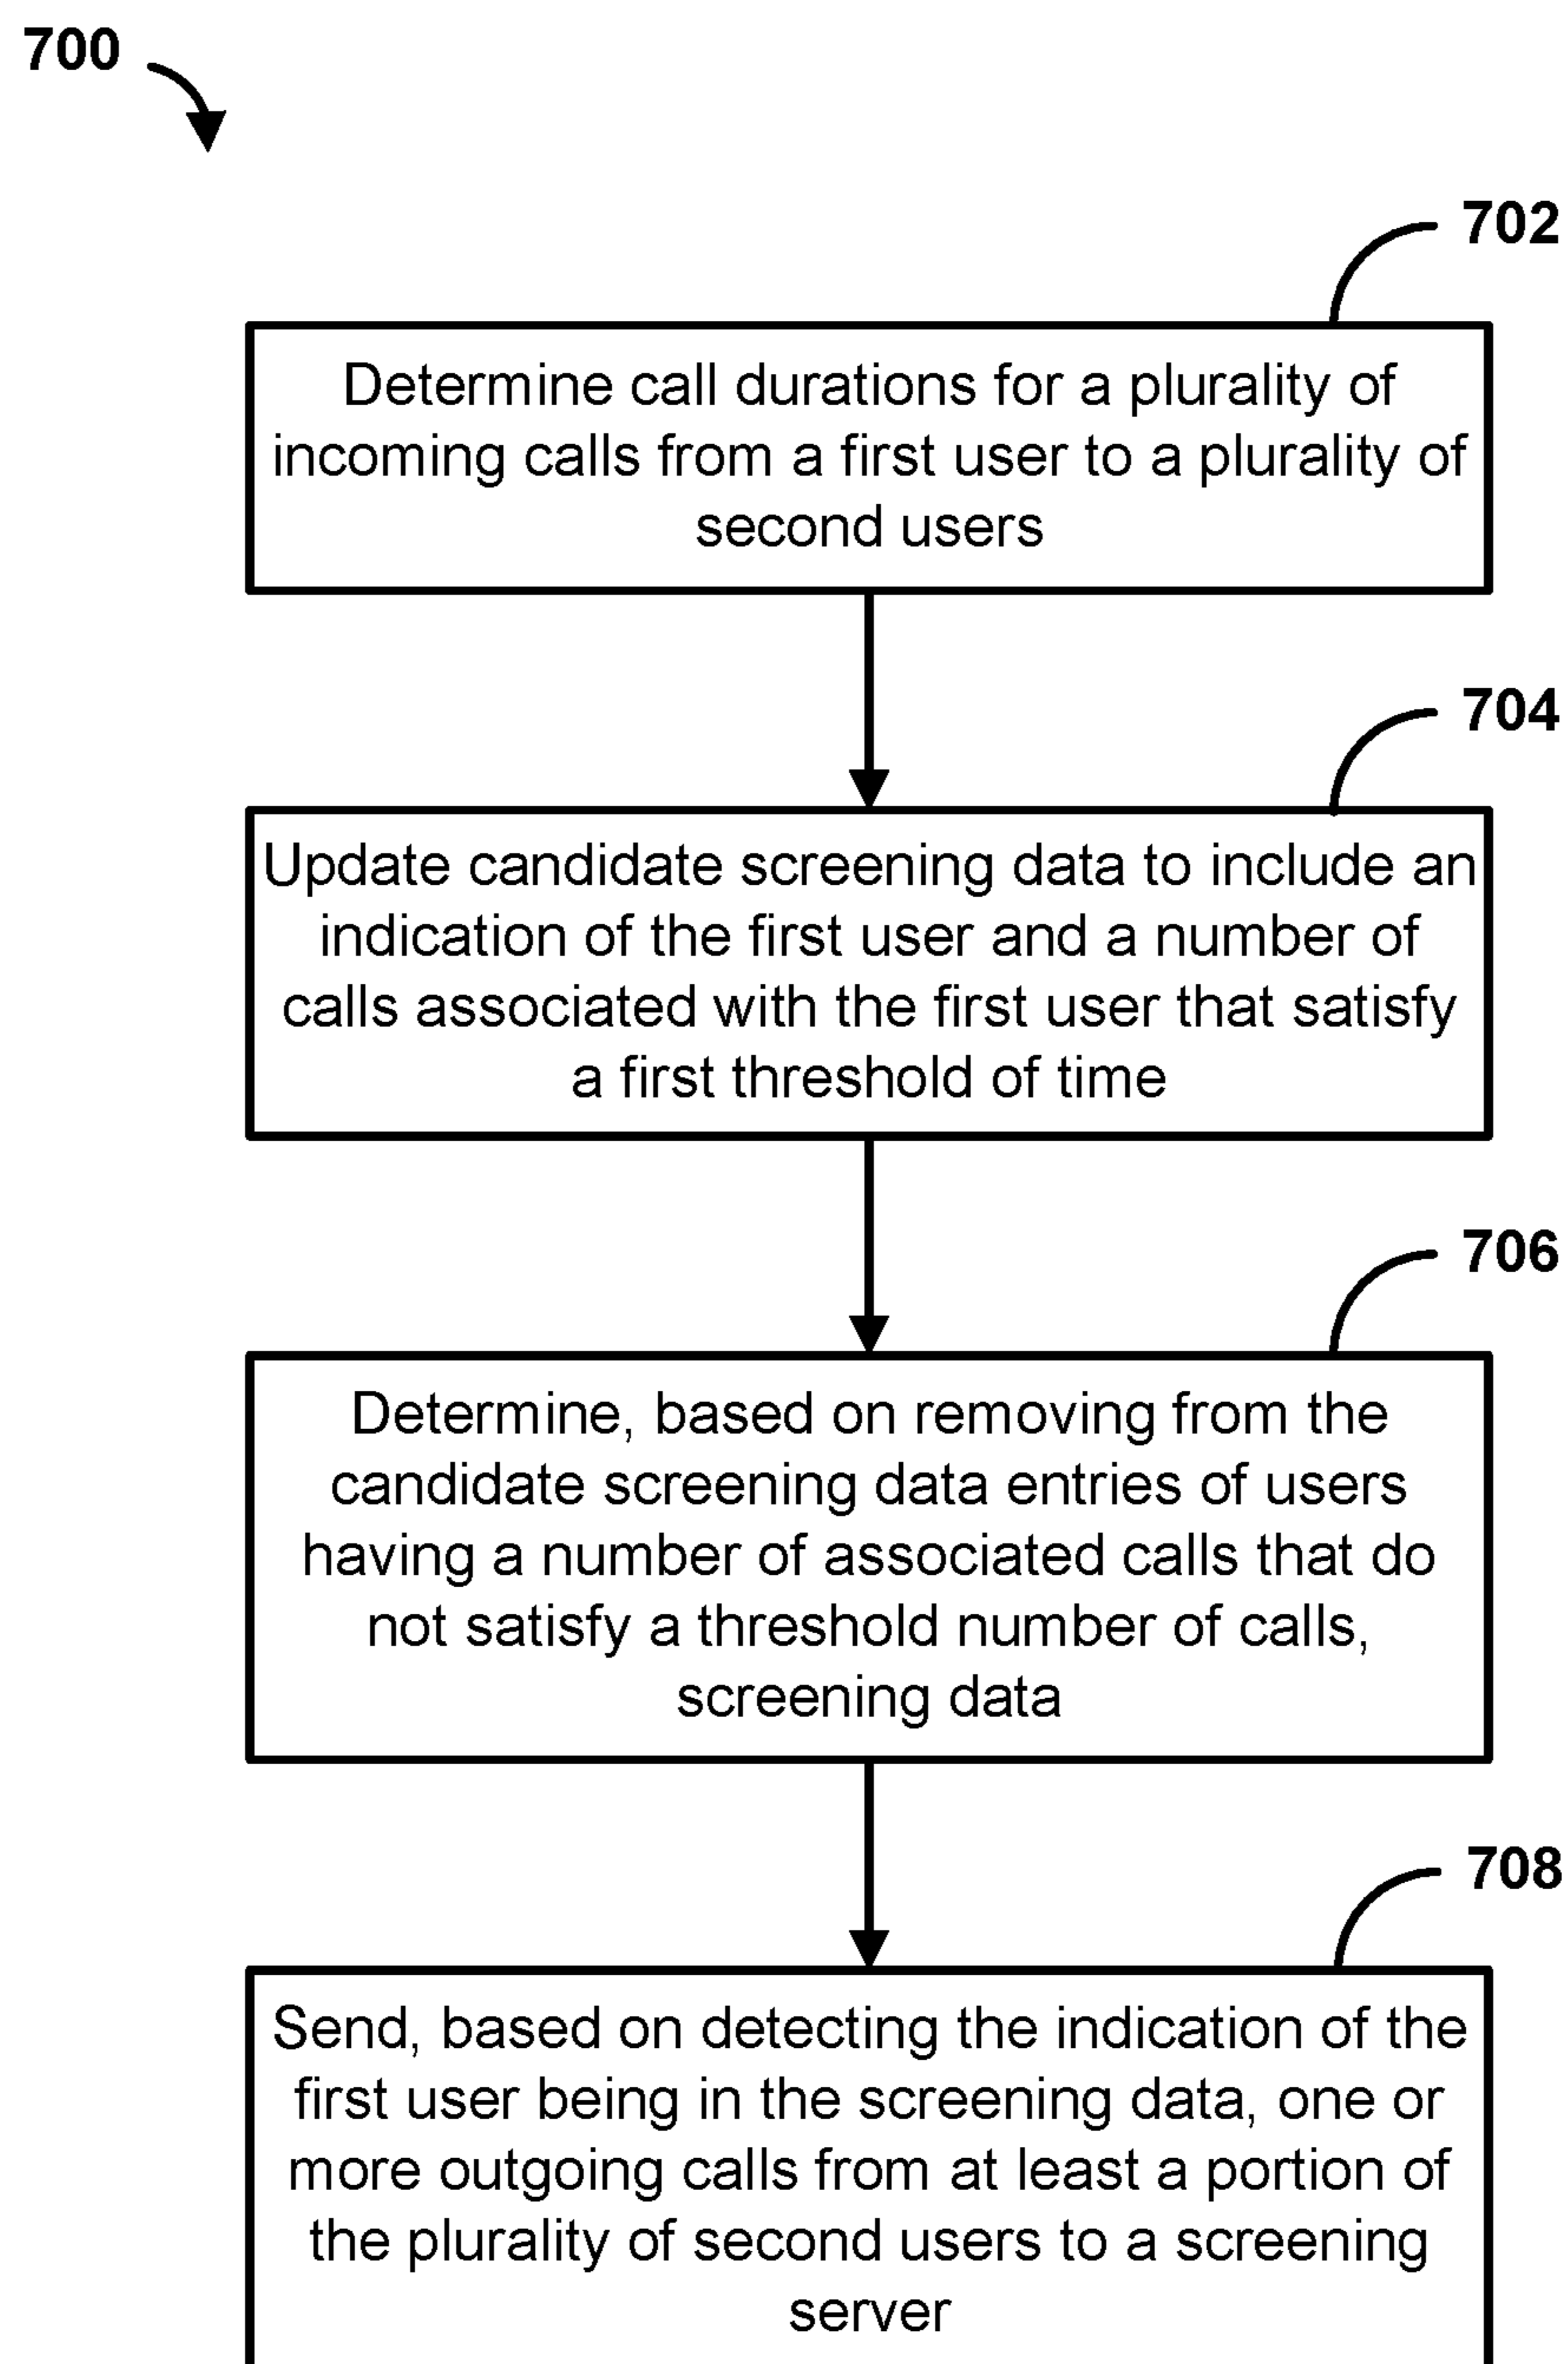 700
702
Determine call durations for a plurality of
incoming calls from a first user to a plurality of
second users
704
Update candidate screening data to include an
indication of the first user and a number of
calls associated with the first user that satisfy
a first threshold of time
706
Determine, based on removing from the
candidate screening data entries of users
having a number of associated calls that do
not satisfy a threshold number of calls,
screening data
708
Send, based on detecting the indication of the
first user being in the screening data, one or
more outgoing calls from at least a portion of
the plurality of second users to a screening
server